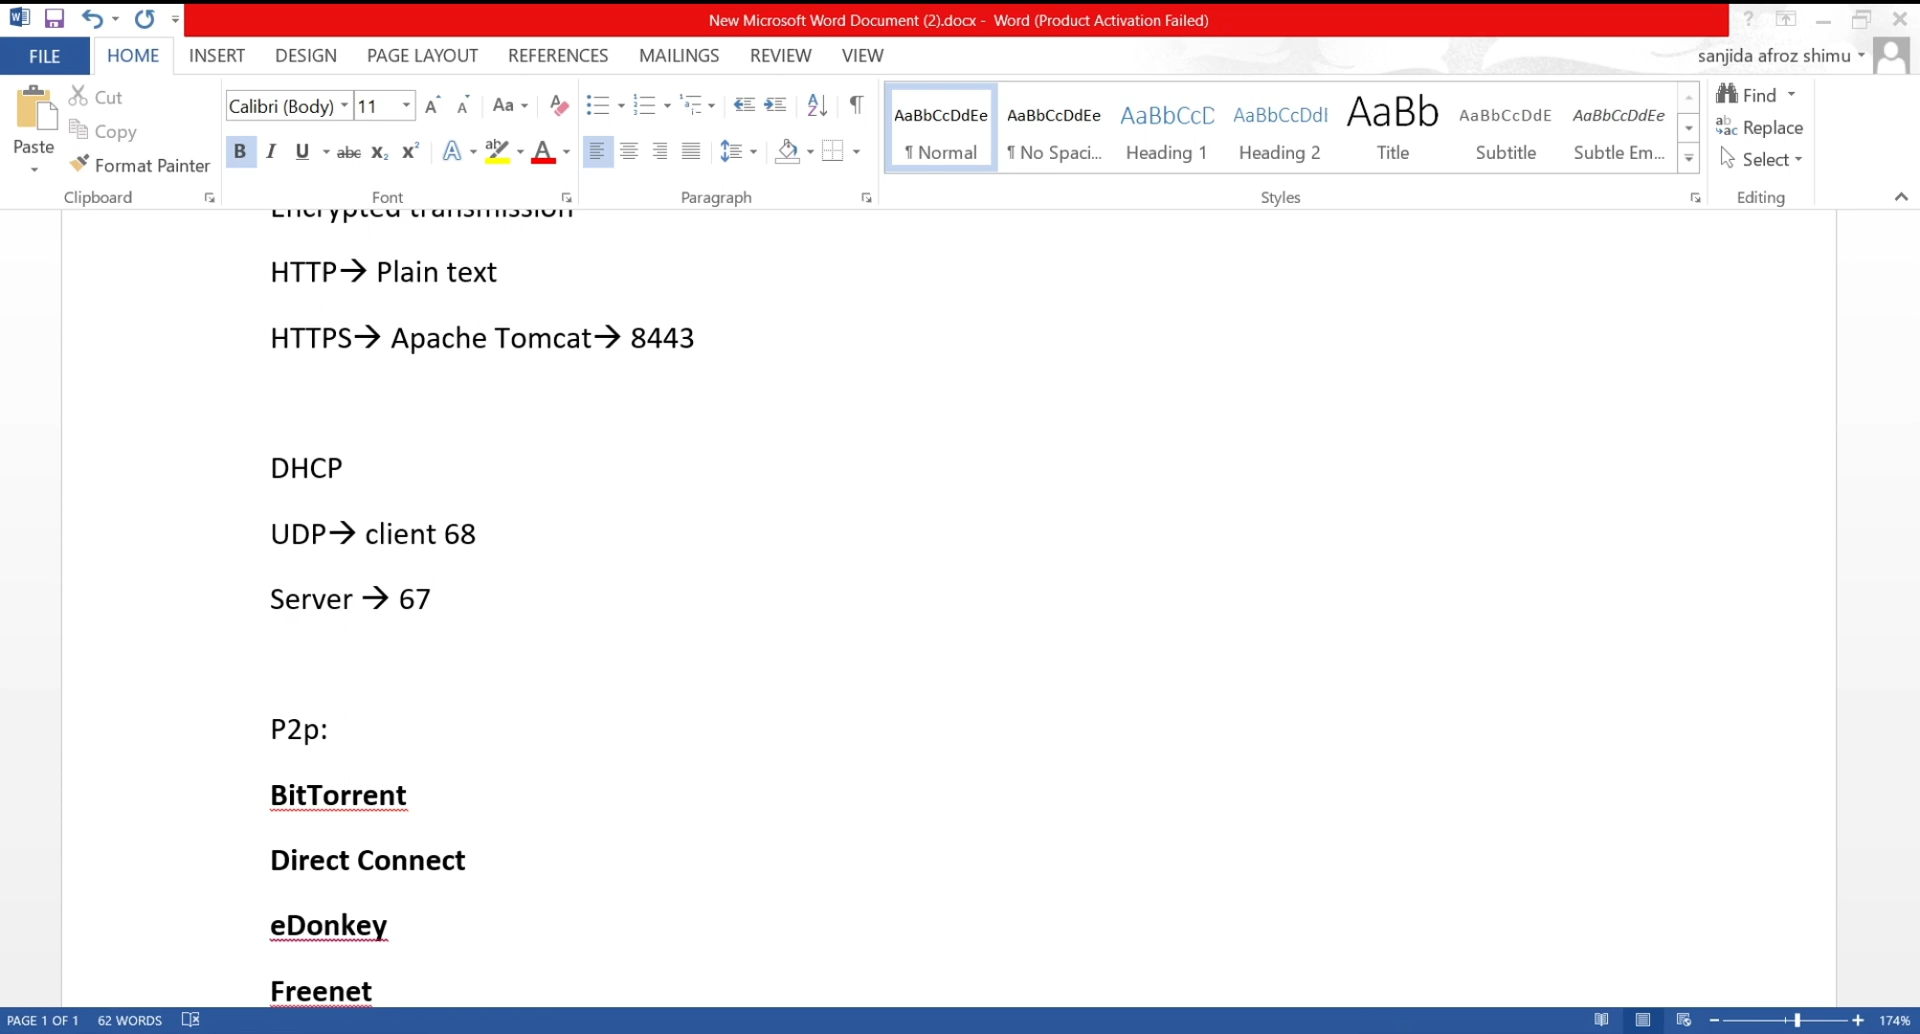 New Microsoft Word Document (2).docx - Word (Product Activation Failed)
?
FILE HOME INSERT DESIGN PAGE LAYOUT REFERENCES MAILINGS REVIEW VIEW
sanjida afroz shimu
Paste
Cut
Copy
Format Painter
Clipboard
Calibri (Body) 11
Font
Paragraph
AaBbCcDdEe AaBbCcDdEe AaBbCcD AaBbCcDdI AaBb AaBbCcDdE AaBbCcDdEe
¶ Normal ¶ No Spaci... Heading 1 Heading 2 Title Subtitle Subtle Em...
Styles
Find
Replace
Select
Editing
Encrypted transmission
HTTP→ Plain text
HTTPS→ Apache Tomcat→ 8443
DHCP
UDP→ client 68
Server → 67
P2p:
BitTorrent
Direct Connect
eDonkey
Freenet
PAGE 1 OF 1 62 WORDS
174%